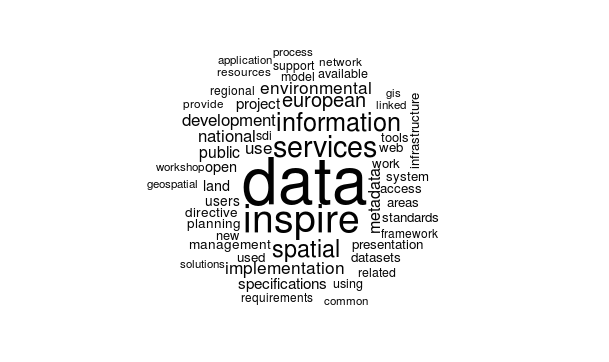 process
application
support
network
resources
model
available
regional
environmental
gis
provide
project
european
linked
development
information
infrastructure
national
sdi
tools
public
use
services
web
workshop
open
data
work
metadata
system
geospatial
land
access
users
areas
directive
inspire
standards
planning
new
framework
management
spatial
presentation
used
datasets
solutions
implementation
related
specifications
using
requirements
common